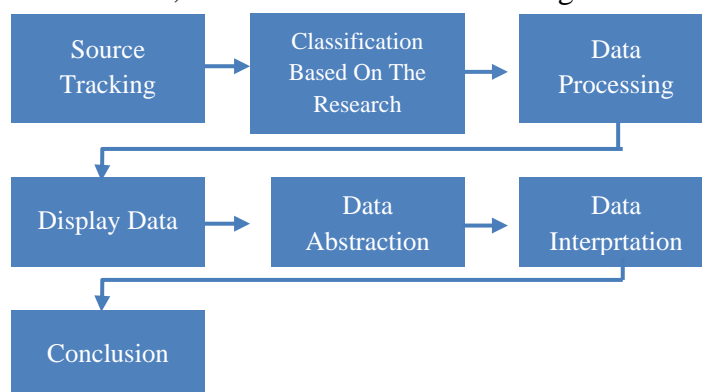 Source
Tracking
Classification
Based On The
Research
Data
Processing
Display Data
Data
Abstraction
Data
Interprtation
Conclusion